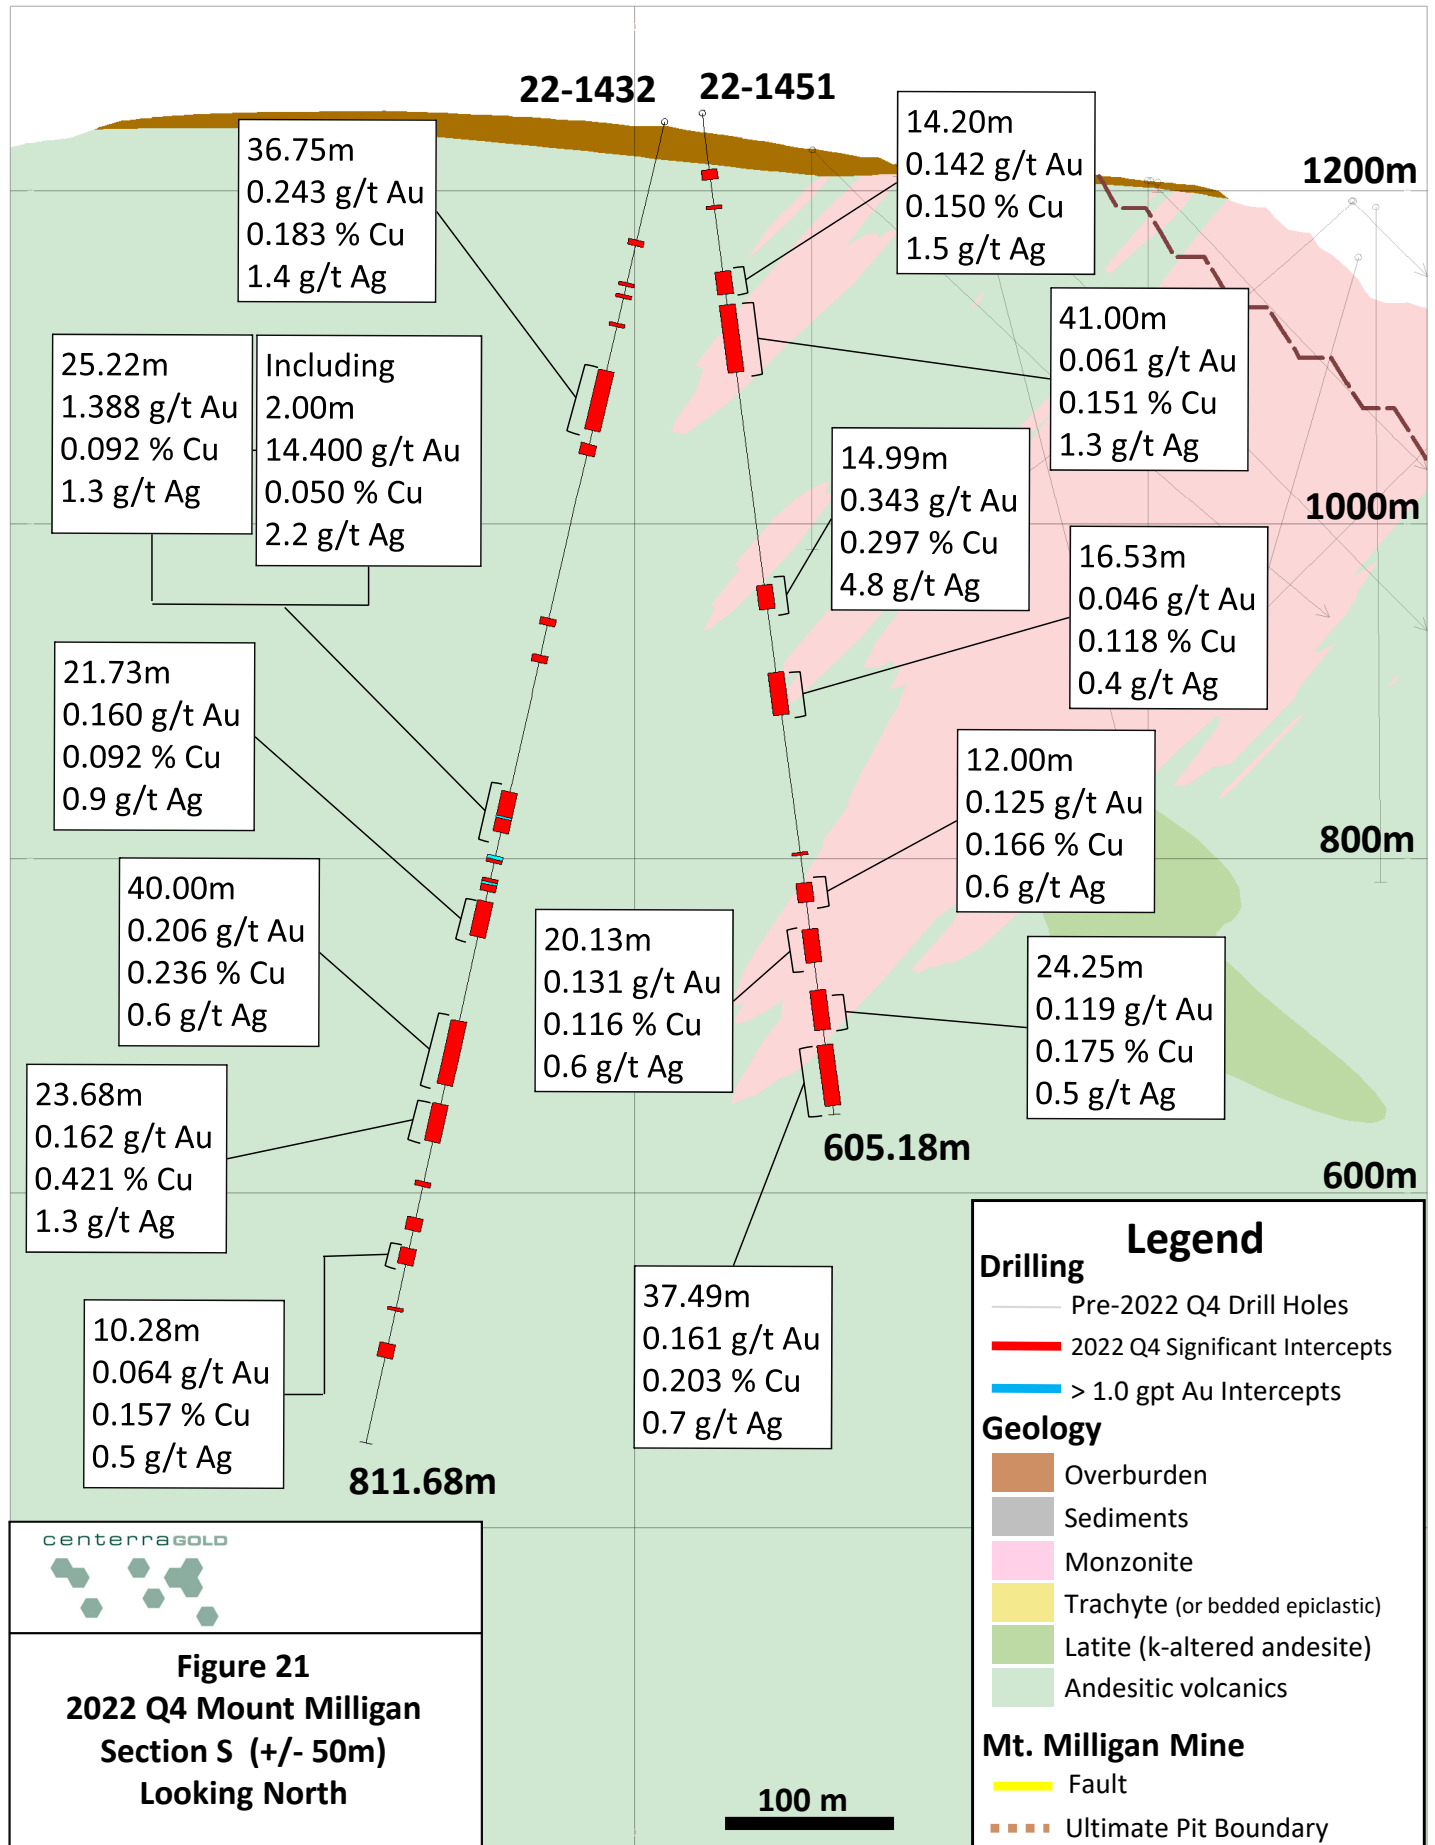 22-1432
22-1451
36.75m
0.243 g/t Au
0.183 % Cu
1.4 g/t Ag
14.20m
0.142 g/t Au
0.150 % Cu
1.5 g/t Ag
1200m
25.22m
1.388 g/t Au
0.092 % Cu
1.3 g/t Ag
Including
2.00m
14.400 g/t Au
0.050 % Cu
2.2 g/t Ag
41.00m
0.061 g/t Au
0.151 % Cu
1.3 g/t Ag
14.99m
0.343 g/t Au
0.297 % Cu
4.8 g/t Ag
1000m
16.53m
0.046 g/t Au
0.118 % Cu
0.4 g/t Ag
21.73m
0.160 g/t Au
0.092 % Cu
0.9 g/t Ag
12.00m
0.125 g/t Au
0.166 % Cu
0.6 g/t Ag
800m
40.00m
0.206 g/t Au
0.236 % Cu
0.6 g/t Ag
20.13m
0.131 g/t Au
0.116 % Cu
0.6 g/t Ag
24.25m
0.119 g/t Au
0.175 % Cu
0.5 g/t Ag
23.68m
0.162 g/t Au
0.421 % Cu
1.3 g/t Ag
605.18m
600m
10.28m
0.064 g/t Au
0.157 % Cu
0.5 g/t Ag
37.49m
0.161 g/t Au
0.203 % Cu
0.7 g/t Ag
811.68m
Legend
Drilling
Pre-2022 Q4 Drill Holes
2022 Q4 Significant Intercepts
> 1.0 gpt Au Intercepts
Geology
Overburden
Sediments
Monzonite
Trachyte (or bedded epiclastic)
Latite (k-altered andesite)
Andesitic volcanics
Mt. Milligan Mine
Fault
Ultimate Pit Boundary
centerraGOLD
Figure 21
2022 Q4 Mount Milligan
Section S (+/- 50m)
Looking North
100 m